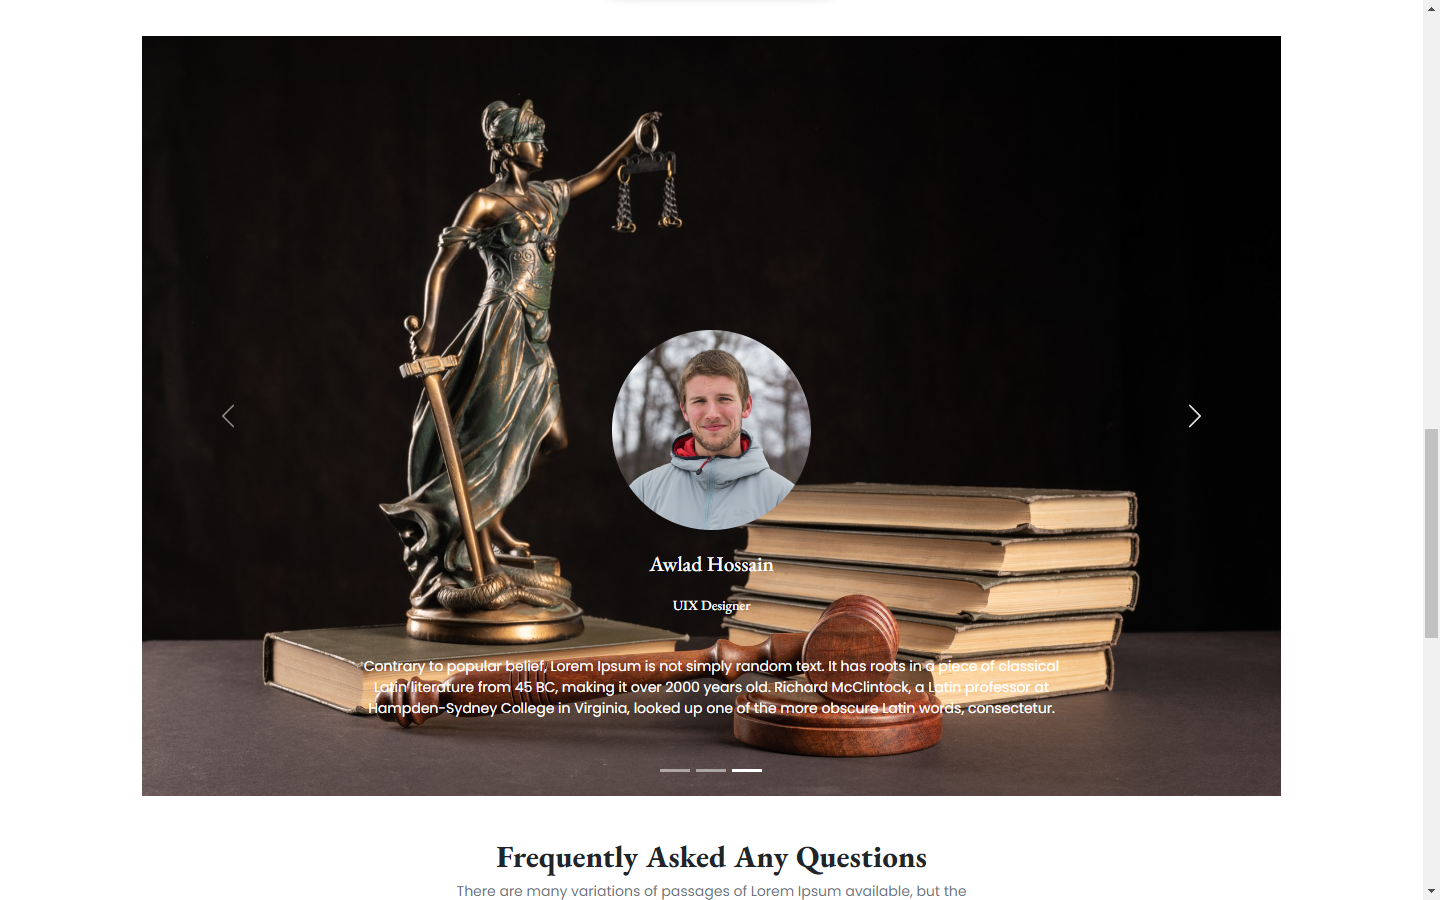 Awlad Hossain
UIX Designer
Contrary to popular belief, Lorem Ipsum is not simply random text. It has roots in a piece of classical
Latin literature from 45 BC, making it over 2000 years old. Richard McClintock, a Latin professor at
Hampden-Sydney College in Virginia, looked up one of the more obscure Latin words, consectetur.
Frequently Asked Any Questions
There are many variations of passages of Lorem Ipsum available, but the